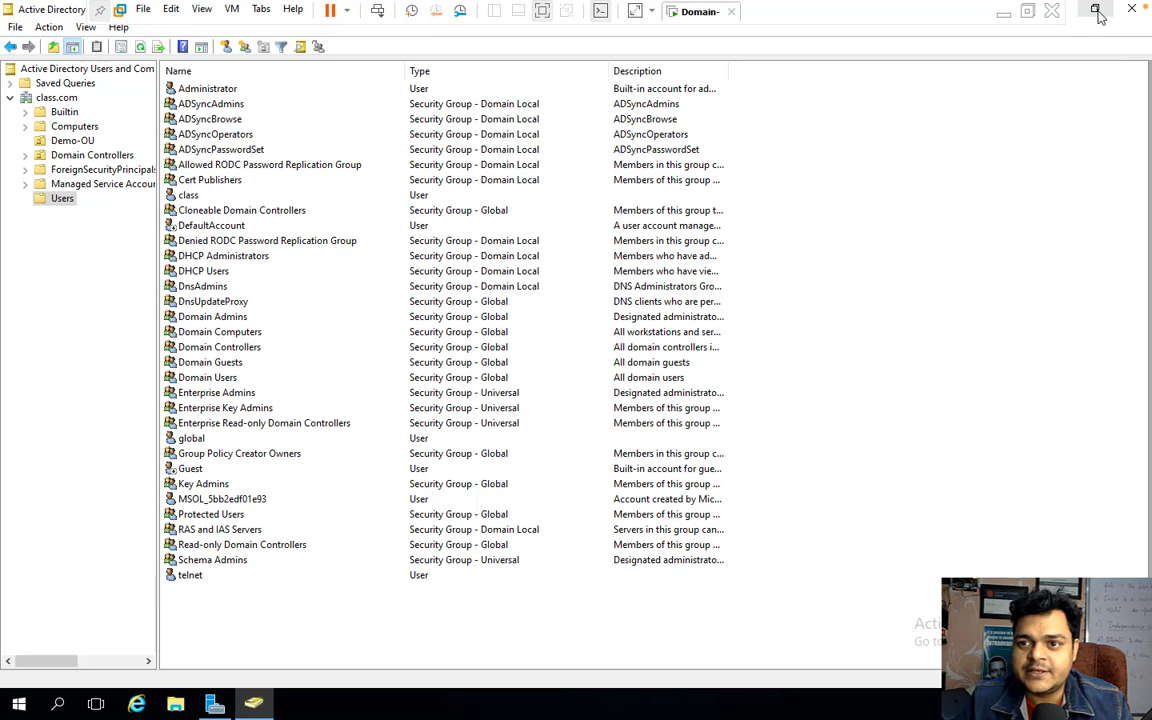 Active Directory File Edit View VM Tabs Help Domain-
File Action View Help
Active Directory Users and Com
Saved Queries
class.com
Builtin
Computers
Demo-OU
Domain Controllers
ForeignSecurityPrincipals
Managed Service Accour
Users
Name Type Description
Administrator User Built-in account for ad...
ADSyncAdmins Security Group - Domain Local ADSyncAdmins
ADSyncBrowse Security Group - Domain Local ADSyncBrowse
ADSyncOperators Security Group - Domain Local ADSyncOperators
ADSyncPasswordSet Security Group - Domain Local ADSyncPasswordSet
Allowed RODC Password Replication Group Security Group - Domain Local Members in this group c...
Cert Publishers Security Group - Domain Local Members of this group ...
class User
Cloneable Domain Controllers Security Group - Global Members of this group t...
DefaultAccount User A user account manage...
Denied RODC Password Replication Group Security Group - Domain Local Members in this group c...
DHCP Administrators Security Group - Domain Local Members who have ad...
DHCP Users Security Group - Domain Local Members who have vie...
DnsAdmins Security Group - Domain Local DNS Administrators Gro...
DnsUpdateProxy Security Group - Global DNS clients who are per...
Domain Admins Security Group - Global Designated administrato...
Domain Computers Security Group - Global All workstations and ser...
Domain Controllers Security Group - Global All domain controllers i...
Domain Guests Security Group - Global All domain guests
Domain Users Security Group - Global All domain users
Enterprise Admins Security Group - Universal Designated administrato...
Enterprise Key Admins Security Group - Universal Members of this group ...
Enterprise Read-only Domain Controllers Security Group - Universal Members of this group ...
global User
Group Policy Creator Owners Security Group - Global Members in this group c...
Guest User Built-in account for gue...
Key Admins Security Group - Global Members of this group ...
MSOL_5bb2edf01e93 User Account created by Mic...
Protected Users Security Group - Global Members of this group ...
RAS and IAS Servers Security Group - Domain Local Servers in this group can...
Read-only Domain Controllers Security Group - Global Members of this group ...
Schema Admins Security Group - Universal Designated administrato...
telnet User
Acti
Go to